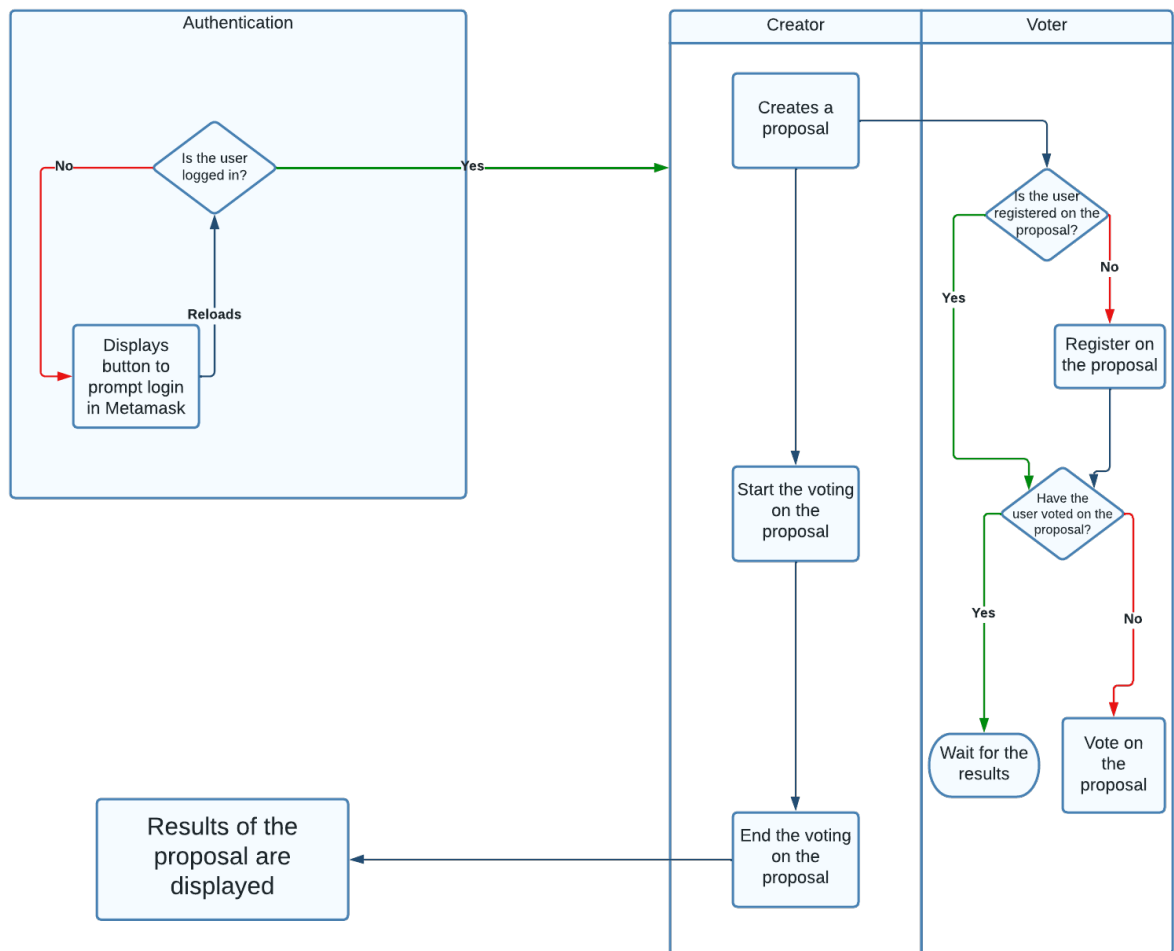 Authentication
Is the user
logged in?
No
Yes
Reloads
Displays
button to
prompt login
in Metamask
Creator
Voter
Creates a
proposal
Is the user
registered on the
proposal?
Yes
No
Register on
the proposal
Start the voting
on the
proposal
Have the
user voted on the
proposal?
Yes
No
Wait for the
results
Vote on
the
proposal
End the voting
on the
proposal
Results of the
proposal are
displayed